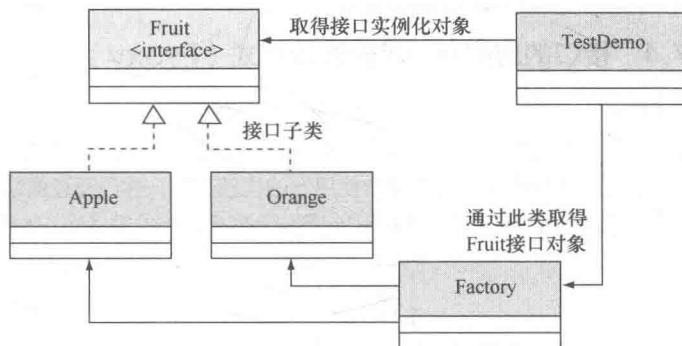 Fruit
<interface>
取得接口实例化对象
TestDemo
接口子类
Apple
Orange
通过此类取得
Fruit接口对象
Factory